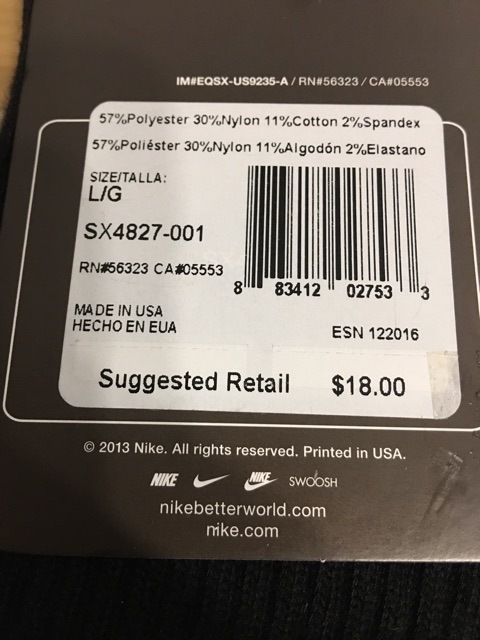 IM#EQSX-US9235-A / RN#56323 / CA#05553
57%Polyester 30%Nylon 11%Cotton 2%Spandex
57%Poliéster 30%Nylon 11%Algodón 2%Elastano
SIZE/TALLA:
L/G
SX4827-001
RN#56323 CA#05553
8 83412 02753 3
MADE IN USA
HECHO EN EUA
ESN 122016
Suggested Retail $18.00
© 2013 Nike. All rights reserved. Printed in USA.
NIKE NIKE SWOOSH
nikebetterworld.com
nike.com